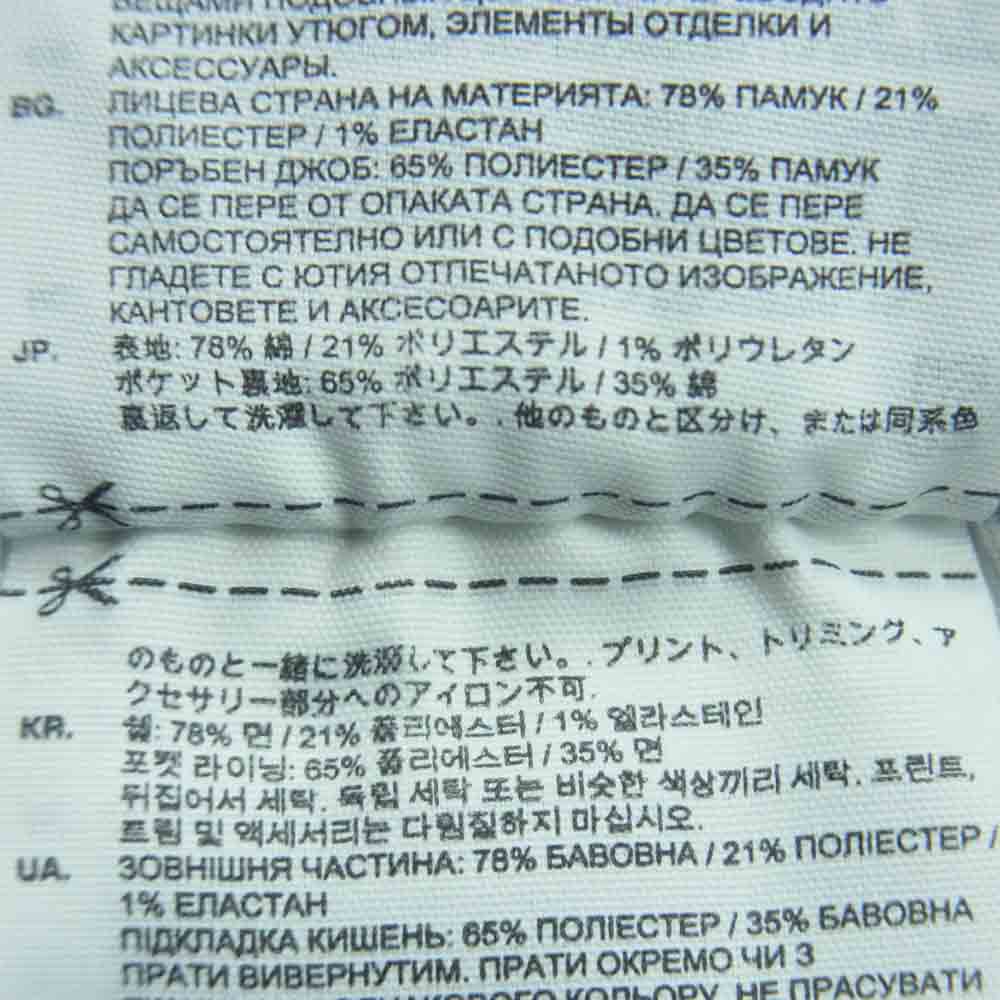 ВЕЩАМИ
КАРТИНКИ УТЮГОМ, ЭЛЕМЕНТЫ ОТДЕЛКИ И
АКСЕССУАРЫ.
BG. ЛИЦЕВА СТРАНА НА МАТЕРИЯТА: 78% ПАМУК / 21%
ПОЛИЕСТЕР / 1% ЕЛАСТАН
ПОРЪБЕН ДЖОБ: 65% ПОЛИЕСТЕР / 35% ПАМУК
ДА СЕ ПЕРЕ ОТ ОПАКАТА СТРАНА. ДА СЕ ПЕРЕ
САМОСТОЯТЕЛНО ИЛИ С ПОДОБНИ ЦВЕТОВЕ. НЕ
ГЛАДЕТЕ С ЮТИЯ ОТПЕЧАТАНОТО ИЗОБРАЖЕНИЕ,
КАНТОВЕТЕ И АКСЕСОАРИТЕ.
JP. 表地: 78% 綿 / 21% ポリエステル / 1% ポリウレタン
ポケット裏地: 65% ポリエステル / 35% 綿
裏返して洗濯して下さい。. 他のものと区分け、または同系色
のものと一緒に洗濯して下さい。. プリント、トリミング、ァ
クセサリー部分へのアイロン不可.
KR. 쉘: 78% 면 / 21% 폴리에스터 / 1% 엘라스테인
포켓 라이닝: 65% 폴리에스터 / 35% 면
뒤집어서 세탁. 독립 세탁 또는 비슷한 색상끼리 세탁. 프린트,
트림 및 액세서리는 다림질하지 마십시오.
UA. ЗОВНІШНЯ ЧАСТИНА: 78% БАВОВНА / 21% ПОЛІЕСТЕР /
1% ЕЛАСТАН
ПІДКЛАДКА КИШЕНЬ: 65% ПОЛІЕСТЕР / 35% БАВОВНА
ПРАТИ ВИВЕРНУТИМ. ПРАТИ ОКРЕМО ЧИ З
КОЛЬОРУ. НЕ ПРАСУВАТИ